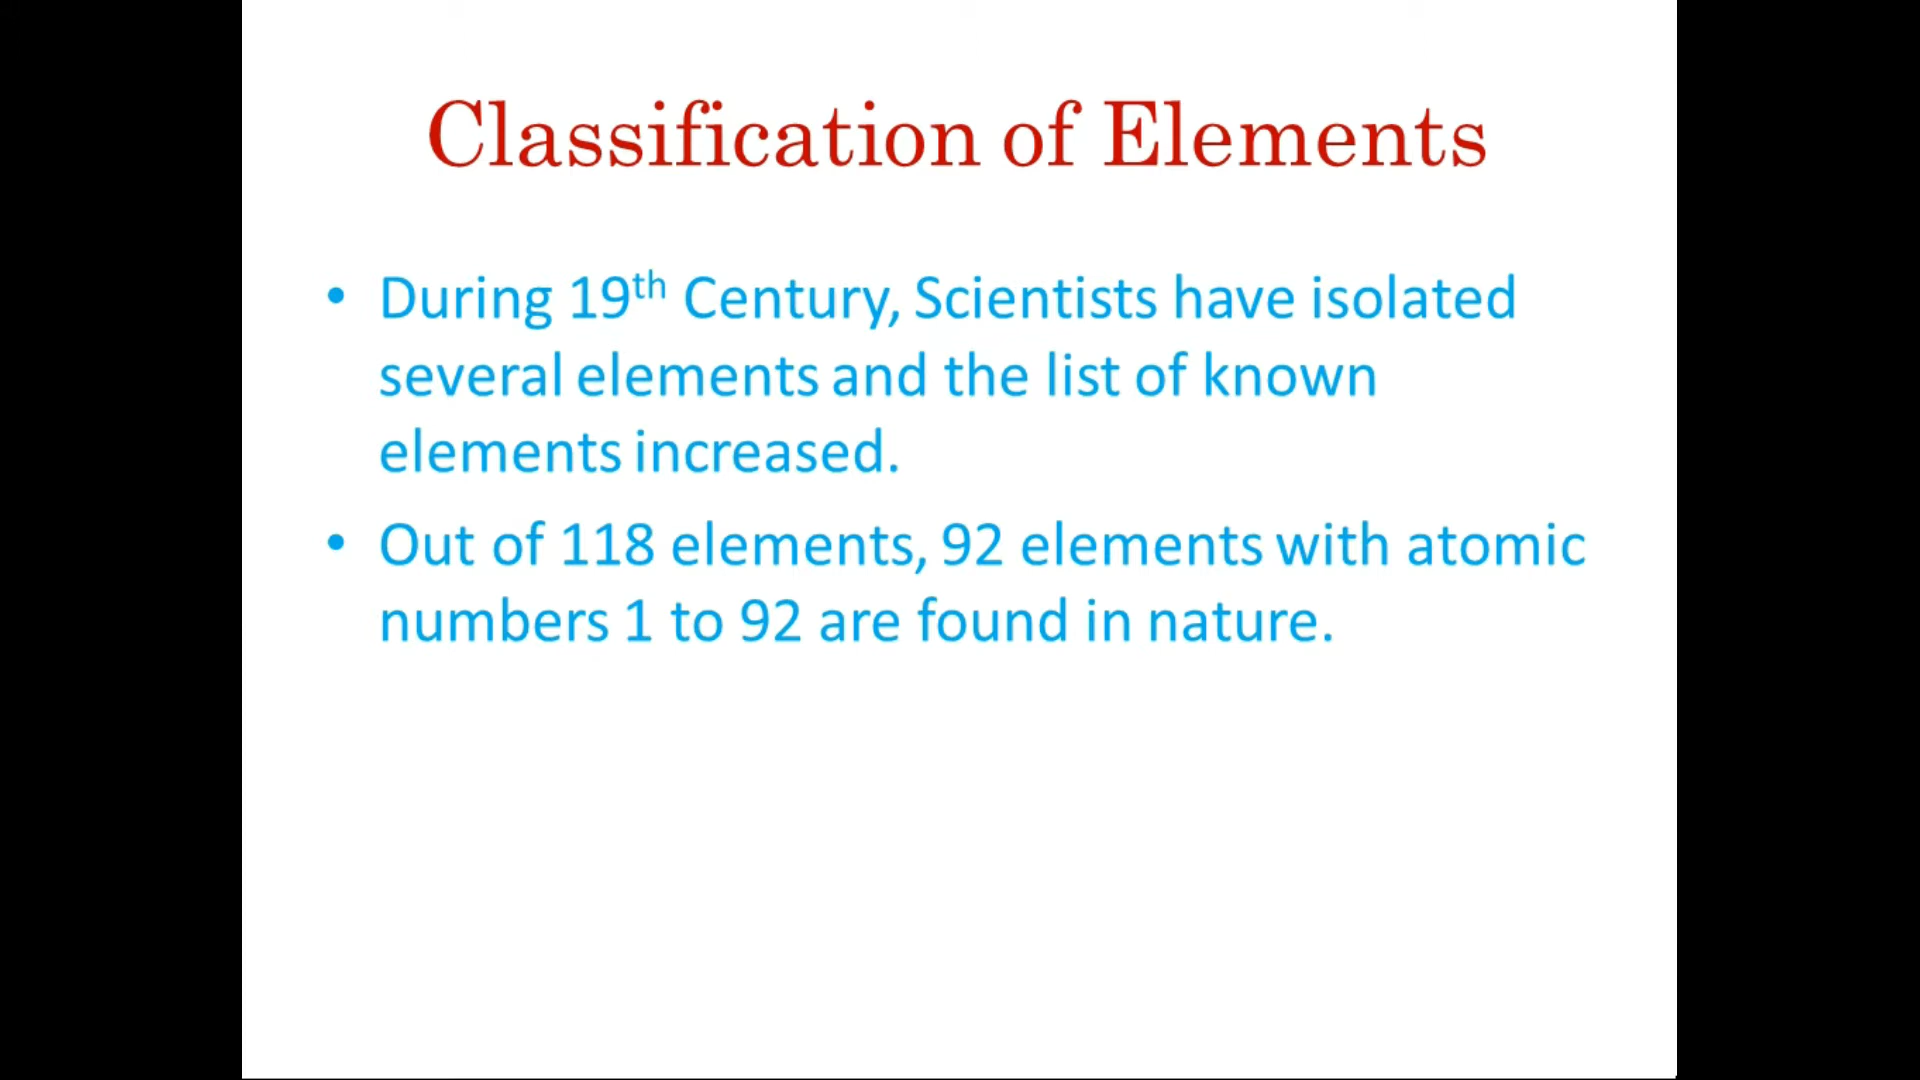 Classification of Elements
• During 19th Century, Scientists have isolated
several elements and the list of known
elements increased.
• Out of 118 elements, 92 elements with atomic
numbers 1 to 92 are found in nature.